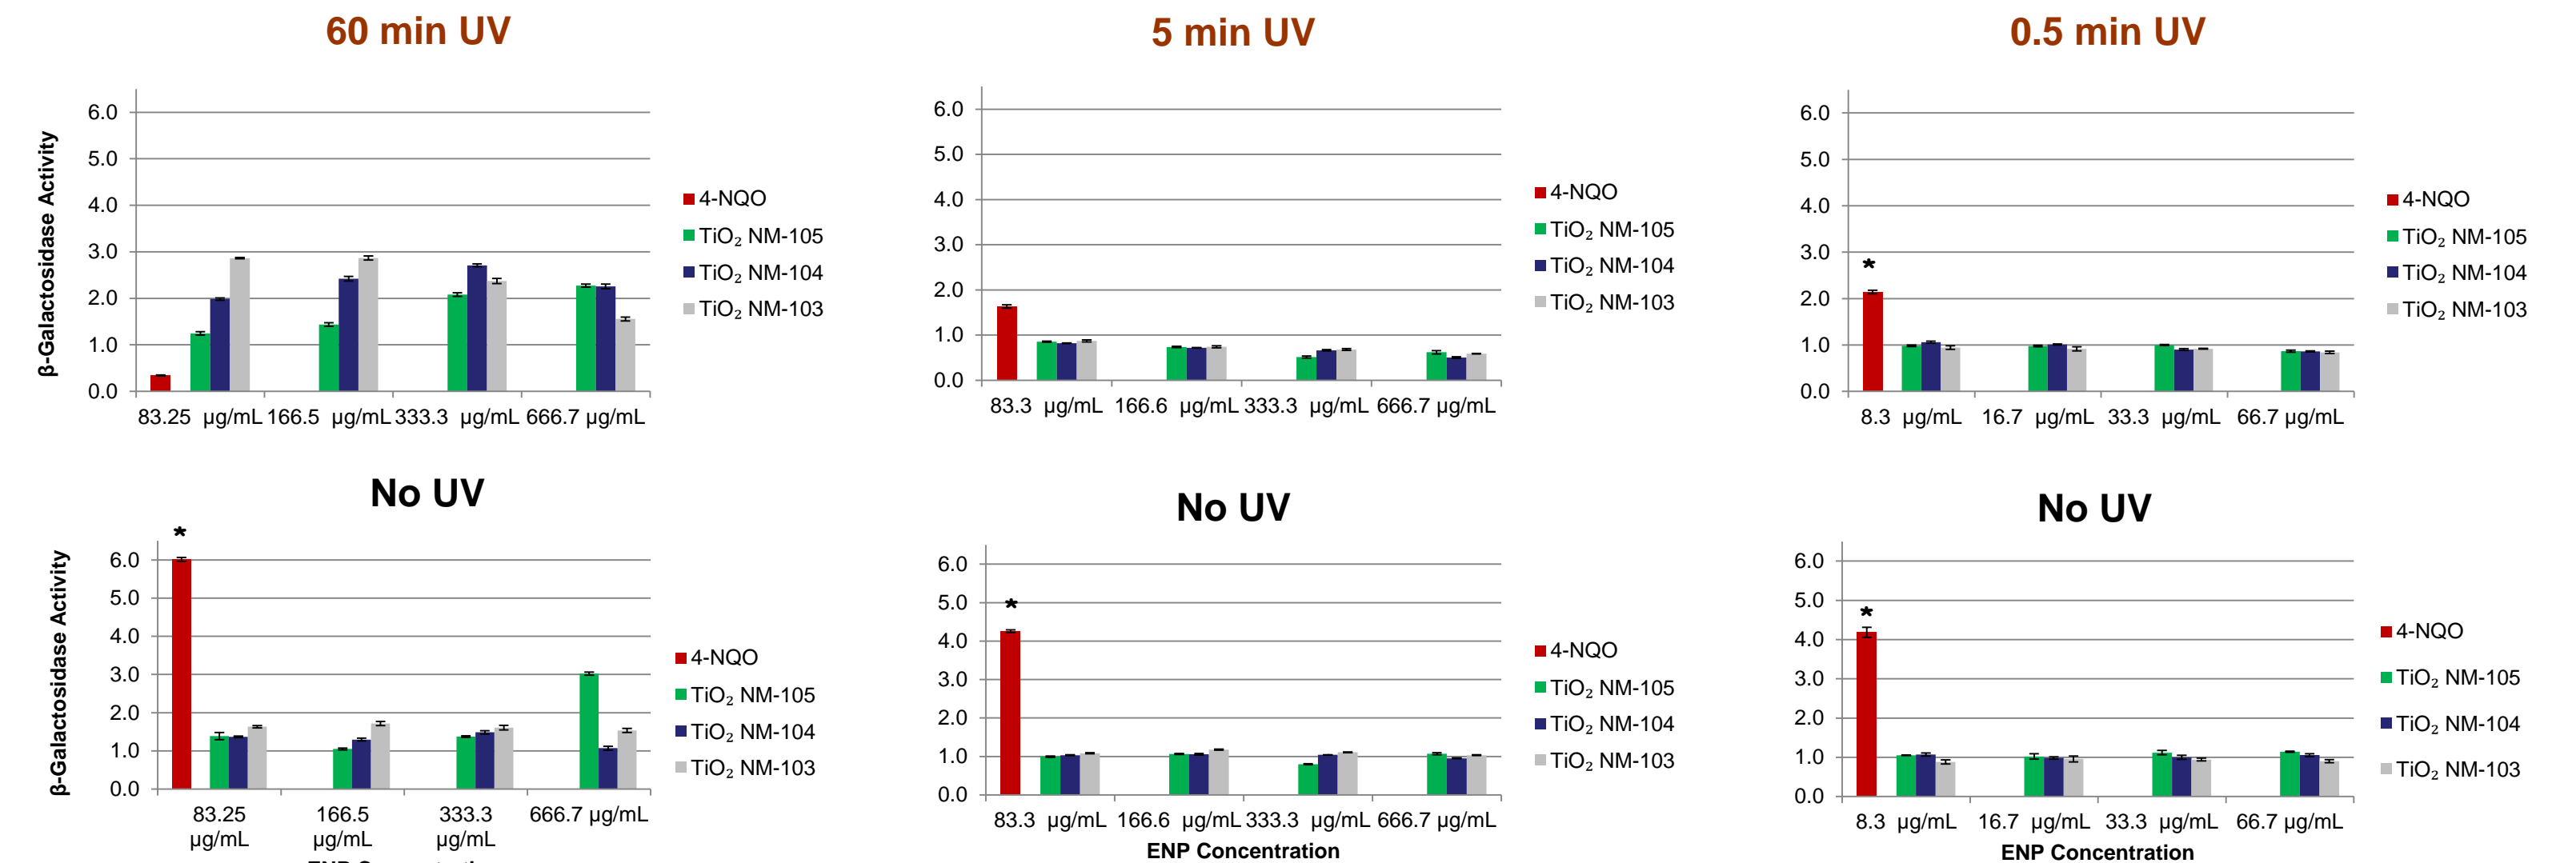 60 min UV
β-Galactosidase Activity
6.0
5.0
4.0
3.0
2.0
1.0
0.0
83.25 µg/mL 166.5 µg/mL 333.3 µg/mL 666.7 µg/mL
4-NQO
TiO₂ NM-105
TiO₂ NM-104
TiO₂ NM-103
5 min UV
6.0
5.0
4.0
3.0
2.0
1.0
0.0
83.3 µg/mL 166.6 µg/mL 333.3 µg/mL 666.7 µg/mL
4-NQO
TiO₂ NM-105
TiO₂ NM-104
TiO₂ NM-103
0.5 min UV
6.0
5.0
4.0
3.0
2.0
1.0
0.0
*
8.3 µg/mL 16.7 µg/mL 33.3 µg/mL 66.7 µg/mL
4-NQO
TiO₂ NM-105
TiO₂ NM-104
TiO₂ NM-103
No UV
β-Galactosidase Activity
*
6.0
5.0
4.0
3.0
2.0
1.0
0.0
83.25 166.5 333.3 666.7 µg/mL
µg/mL µg/mL µg/mL
4-NQO
TiO₂ NM-105
TiO₂ NM-104
TiO₂ NM-103
No UV
6.0
5.0
4.0
3.0
2.0
1.0
0.0
*
83.3 µg/mL 166.6 µg/mL 333.3 µg/mL 666.7 µg/mL
ENP Concentration
4-NQO
TiO₂ NM-105
TiO₂ NM-104
TiO₂ NM-103
No UV
6.0
5.0
4.0
3.0
2.0
1.0
0.0
*
8.3 µg/mL 16.7 µg/mL 33.3 µg/mL 66.7 µg/mL
ENP Concentration
4-NQO
TiO₂ NM-105
TiO₂ NM-104
TiO₂ NM-103